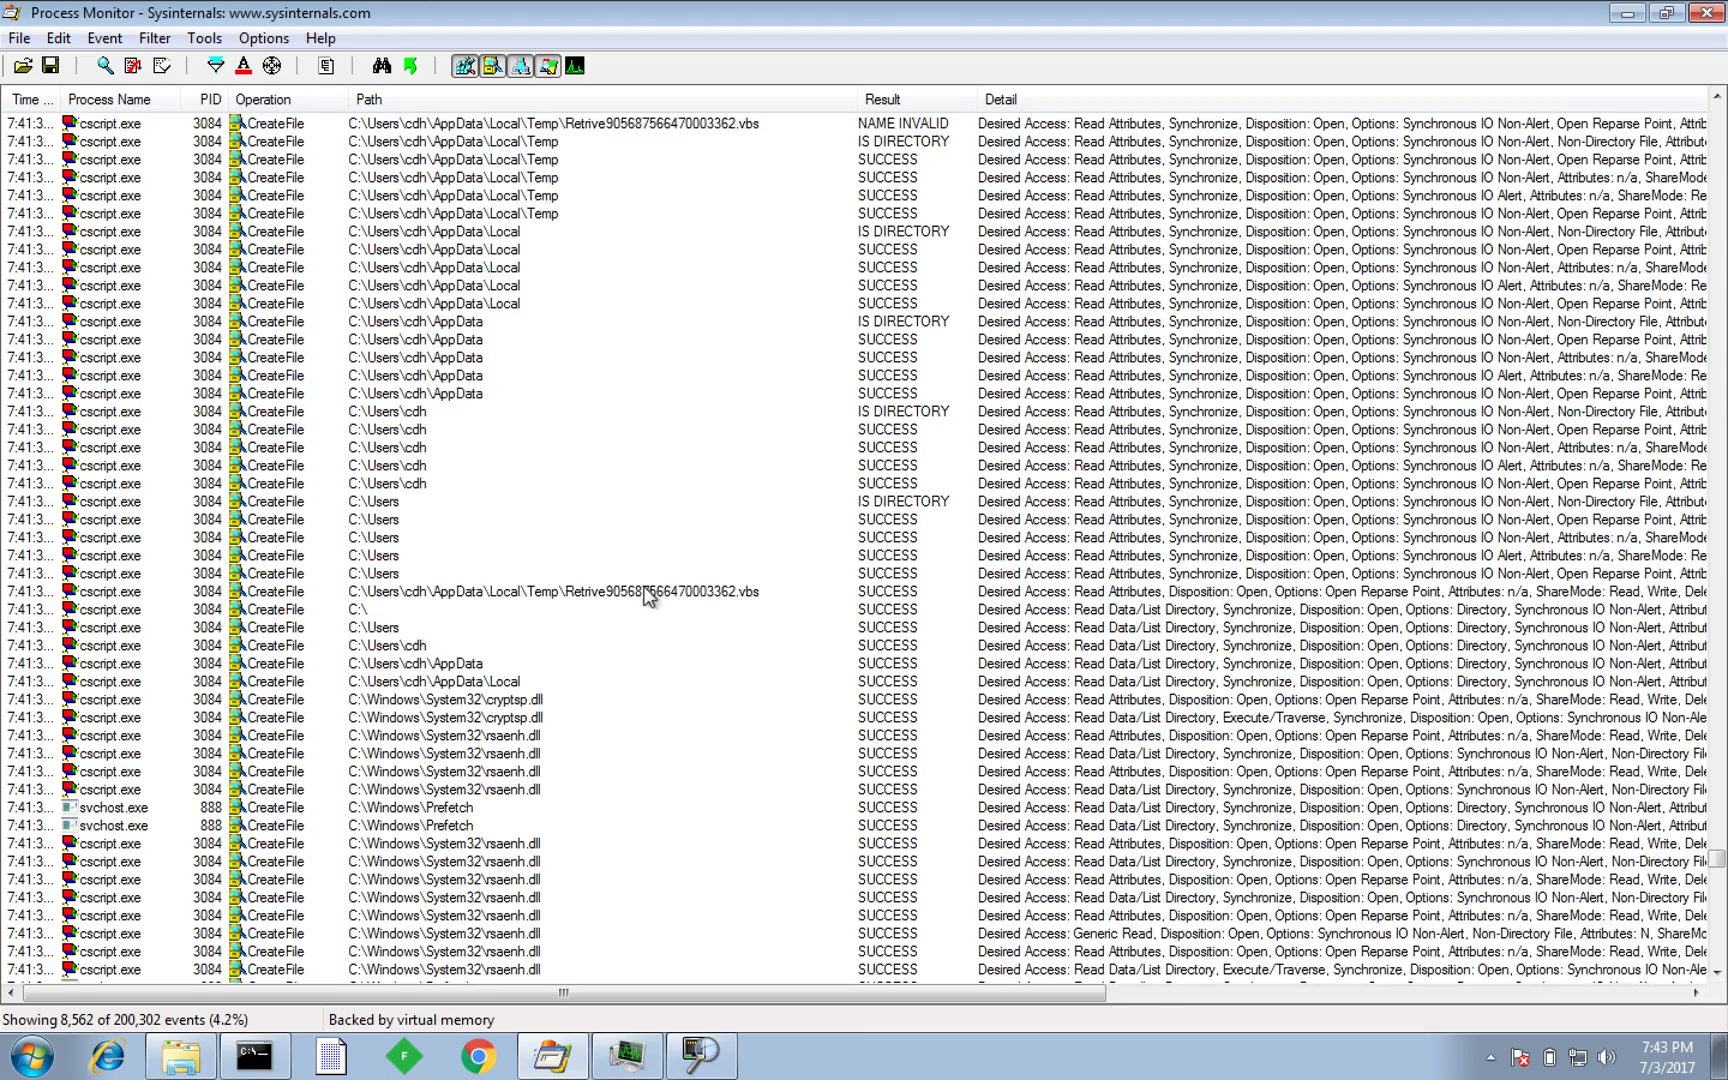 Process Monitor - Sysinternals: www.sysinternals.com
File Edit Event Filter Tools Options Help
Time ... Process Name PID Operation Path Result Detail
7:41:3... cscript.exe 3084 CreateFile C:\Users\cdh\AppData\Local\Temp\Retrive905687566470003362.vbs NAME INVALID Desired Access: Read Attributes, Synchronize, Disposition: Open, Options: Synchronous IO Non-Alert, Open Reparse Point, Attrib
7:41:3... cscript.exe 3084 CreateFile C:\Users\cdh\AppData\Local\Temp IS DIRECTORY Desired Access: Read Attributes, Synchronize, Disposition: Open, Options: Synchronous IO Non-Alert, Non-Directory File, Attribut
7:41:3... cscript.exe 3084 CreateFile C:\Users\cdh\AppData\Local\Temp SUCCESS Desired Access: Read Attributes, Synchronize, Disposition: Open, Options: Synchronous IO Non-Alert, Open Reparse Point, Attrib
7:41:3... cscript.exe 3084 CreateFile C:\Users\cdh\AppData\Local\Temp SUCCESS Desired Access: Read Attributes, Synchronize, Disposition: Open, Options: Synchronous IO Non-Alert, Attributes: n/a, ShareMode
7:41:3... cscript.exe 3084 CreateFile C:\Users\cdh\AppData\Local\Temp SUCCESS Desired Access: Read Attributes, Synchronize, Disposition: Open, Options: Synchronous IO Alert, Attributes: n/a, ShareMode: Re
7:41:3... cscript.exe 3084 CreateFile C:\Users\cdh\AppData\Local\Temp SUCCESS Desired Access: Read Attributes, Synchronize, Disposition: Open, Options: Synchronous IO Non-Alert, Open Reparse Point, Attrib
7:41:3... cscript.exe 3084 CreateFile C:\Users\cdh\AppData\Local IS DIRECTORY Desired Access: Read Attributes, Synchronize, Disposition: Open, Options: Synchronous IO Non-Alert, Non-Directory File, Attribut
7:41:3... cscript.exe 3084 CreateFile C:\Users\cdh\AppData\Local SUCCESS Desired Access: Read Attributes, Synchronize, Disposition: Open, Options: Synchronous IO Non-Alert, Open Reparse Point, Attrib
7:41:3... cscript.exe 3084 CreateFile C:\Users\cdh\AppData\Local SUCCESS Desired Access: Read Attributes, Synchronize, Disposition: Open, Options: Synchronous IO Non-Alert, Attributes: n/a, ShareMode
7:41:3... cscript.exe 3084 CreateFile C:\Users\cdh\AppData\Local SUCCESS Desired Access: Read Attributes, Synchronize, Disposition: Open, Options: Synchronous IO Alert, Attributes: n/a, ShareMode: Re
7:41:3... cscript.exe 3084 CreateFile C:\Users\cdh\AppData\Local SUCCESS Desired Access: Read Attributes, Synchronize, Disposition: Open, Options: Synchronous IO Non-Alert, Open Reparse Point, Attrib
7:41:3... cscript.exe 3084 CreateFile C:\Users\cdh\AppData IS DIRECTORY Desired Access: Read Attributes, Synchronize, Disposition: Open, Options: Synchronous IO Non-Alert, Non-Directory File, Attribut
7:41:3... cscript.exe 3084 CreateFile C:\Users\cdh\AppData SUCCESS Desired Access: Read Attributes, Synchronize, Disposition: Open, Options: Synchronous IO Non-Alert, Open Reparse Point, Attrib
7:41:3... cscript.exe 3084 CreateFile C:\Users\cdh\AppData SUCCESS Desired Access: Read Attributes, Synchronize, Disposition: Open, Options: Synchronous IO Non-Alert, Attributes: n/a, ShareMode
7:41:3... cscript.exe 3084 CreateFile C:\Users\cdh\AppData SUCCESS Desired Access: Read Attributes, Synchronize, Disposition: Open, Options: Synchronous IO Alert, Attributes: n/a, ShareMode: Re
7:41:3... cscript.exe 3084 CreateFile C:\Users\cdh\AppData SUCCESS Desired Access: Read Attributes, Synchronize, Disposition: Open, Options: Synchronous IO Non-Alert, Open Reparse Point, Attrib
7:41:3... cscript.exe 3084 CreateFile C:\Users\cdh IS DIRECTORY Desired Access: Read Attributes, Synchronize, Disposition: Open, Options: Synchronous IO Non-Alert, Non-Directory File, Attribut
7:41:3... cscript.exe 3084 CreateFile C:\Users\cdh SUCCESS Desired Access: Read Attributes, Synchronize, Disposition: Open, Options: Synchronous IO Non-Alert, Open Reparse Point, Attrib
7:41:3... cscript.exe 3084 CreateFile C:\Users\cdh SUCCESS Desired Access: Read Attributes, Synchronize, Disposition: Open, Options: Synchronous IO Non-Alert, Attributes: n/a, ShareMode
7:41:3... cscript.exe 3084 CreateFile C:\Users\cdh SUCCESS Desired Access: Read Attributes, Synchronize, Disposition: Open, Options: Synchronous IO Alert, Attributes: n/a, ShareMode: Re
7:41:3... cscript.exe 3084 CreateFile C:\Users\cdh SUCCESS Desired Access: Read Attributes, Synchronize, Disposition: Open, Options: Synchronous IO Non-Alert, Open Reparse Point, Attrib
7:41:3... cscript.exe 3084 CreateFile C:\Users IS DIRECTORY Desired Access: Read Attributes, Synchronize, Disposition: Open, Options: Synchronous IO Non-Alert, Non-Directory File, Attribut
7:41:3... cscript.exe 3084 CreateFile C:\Users SUCCESS Desired Access: Read Attributes, Synchronize, Disposition: Open, Options: Synchronous IO Non-Alert, Open Reparse Point, Attrib
7:41:3... cscript.exe 3084 CreateFile C:\Users SUCCESS Desired Access: Read Attributes, Synchronize, Disposition: Open, Options: Synchronous IO Non-Alert, Attributes: n/a, ShareMode
7:41:3... cscript.exe 3084 CreateFile C:\Users SUCCESS Desired Access: Read Attributes, Synchronize, Disposition: Open, Options: Synchronous IO Alert, Attributes: n/a, ShareMode: Re
7:41:3... cscript.exe 3084 CreateFile C:\Users SUCCESS Desired Access: Read Attributes, Synchronize, Disposition: Open, Options: Synchronous IO Non-Alert, Open Reparse Point, Attrib
7:41:3... cscript.exe 3084 CreateFile C:\Users\cdh\AppData\Local\Temp\Retrive905687566470003362.vbs SUCCESS Desired Access: Read Attributes, Disposition: Open, Options: Open Reparse Point, Attributes: n/a, ShareMode: Read, Write, Dele
7:41:3... cscript.exe 3084 CreateFile C:\ SUCCESS Desired Access: Read Data/List Directory, Synchronize, Disposition: Open, Options: Directory, Synchronous IO Non-Alert, Attribut
7:41:3... cscript.exe 3084 CreateFile C:\Users SUCCESS Desired Access: Read Data/List Directory, Synchronize, Disposition: Open, Options: Directory, Synchronous IO Non-Alert, Attribut
7:41:3... cscript.exe 3084 CreateFile C:\Users\cdh SUCCESS Desired Access: Read Data/List Directory, Synchronize, Disposition: Open, Options: Directory, Synchronous IO Non-Alert, Attribut
7:41:3... cscript.exe 3084 CreateFile C:\Users\cdh\AppData SUCCESS Desired Access: Read Data/List Directory, Synchronize, Disposition: Open, Options: Directory, Synchronous IO Non-Alert, Attribut
7:41:3... cscript.exe 3084 CreateFile C:\Users\cdh\AppData\Local SUCCESS Desired Access: Read Data/List Directory, Synchronize, Disposition: Open, Options: Directory, Synchronous IO Non-Alert, Attribut
7:41:3... cscript.exe 3084 CreateFile C:\Windows\System32\cryptsp.dll SUCCESS Desired Access: Read Attributes, Disposition: Open, Options: Open Reparse Point, Attributes: n/a, ShareMode: Read, Write, Dele
7:41:3... cscript.exe 3084 CreateFile C:\Windows\System32\cryptsp.dll SUCCESS Desired Access: Read Data/List Directory, Execute/Traverse, Synchronize, Disposition: Open, Options: Synchronous IO Non-Ale
7:41:3... cscript.exe 3084 CreateFile C:\Windows\System32\rsaenh.dll SUCCESS Desired Access: Read Attributes, Disposition: Open, Options: Open Reparse Point, Attributes: n/a, ShareMode: Read, Write, Dele
7:41:3... cscript.exe 3084 CreateFile C:\Windows\System32\rsaenh.dll SUCCESS Desired Access: Read Data/List Directory, Synchronize, Disposition: Open, Options: Synchronous IO Non-Alert, Non-Directory File
7:41:3... cscript.exe 3084 CreateFile C:\Windows\System32\rsaenh.dll SUCCESS Desired Access: Read Attributes, Disposition: Open, Options: Open Reparse Point, Attributes: n/a, ShareMode: Read, Write, Dele
7:41:3... cscript.exe 3084 CreateFile C:\Windows\System32\rsaenh.dll SUCCESS Desired Access: Read Data/List Directory, Synchronize, Disposition: Open, Options: Synchronous IO Non-Alert, Non-Directory File
7:41:3... svchost.exe 888 CreateFile C:\Windows\Prefetch SUCCESS Desired Access: Read Data/List Directory, Synchronize, Disposition: Open, Options: Directory, Synchronous IO Non-Alert, Attribut
7:41:3... svchost.exe 888 CreateFile C:\Windows\Prefetch SUCCESS Desired Access: Read Data/List Directory, Synchronize, Disposition: Open, Options: Directory, Synchronous IO Non-Alert, Attribut
7:41:3... cscript.exe 3084 CreateFile C:\Windows\System32\rsaenh.dll SUCCESS Desired Access: Read Attributes, Disposition: Open, Options: Open Reparse Point, Attributes: n/a, ShareMode: Read, Write, Dele
7:41:3... cscript.exe 3084 CreateFile C:\Windows\System32\rsaenh.dll SUCCESS Desired Access: Read Data/List Directory, Synchronize, Disposition: Open, Options: Synchronous IO Non-Alert, Non-Directory File
7:41:3... cscript.exe 3084 CreateFile C:\Windows\System32\rsaenh.dll SUCCESS Desired Access: Read Attributes, Disposition: Open, Options: Open Reparse Point, Attributes: n/a, ShareMode: Read, Write, Dele
7:41:3... cscript.exe 3084 CreateFile C:\Windows\System32\rsaenh.dll SUCCESS Desired Access: Read Data/List Directory, Synchronize, Disposition: Open, Options: Synchronous IO Non-Alert, Non-Directory File
7:41:3... cscript.exe 3084 CreateFile C:\Windows\System32\rsaenh.dll SUCCESS Desired Access: Read Attributes, Disposition: Open, Options: Open Reparse Point, Attributes: n/a, ShareMode: Read, Write, Dele
7:41:3... cscript.exe 3084 CreateFile C:\Windows\System32\rsaenh.dll SUCCESS Desired Access: Generic Read, Disposition: Open, Options: Synchronous IO Non-Alert, Non-Directory File, Attributes: N, ShareMo
7:41:3... cscript.exe 3084 CreateFile C:\Windows\System32\rsaenh.dll SUCCESS Desired Access: Read Attributes, Disposition: Open, Options: Open Reparse Point, Attributes: n/a, ShareMode: Read, Write, Dele
7:41:3... cscript.exe 3084 CreateFile C:\Windows\System32\rsaenh.dll SUCCESS Desired Access: Read Data/List Directory, Execute/Traverse, Synchronize, Disposition: Open, Options: Synchronous IO Non-Ale
Showing 8,562 of 200,302 events (4.2%) Backed by virtual memory
7:43 PM
7/3/2017